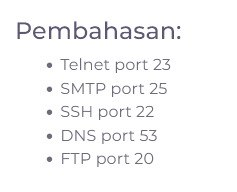 Pembahasan:
• Telnet port 23
• SMTP port 25
• SSH port 22
• DNS port 53
• FTP port 20